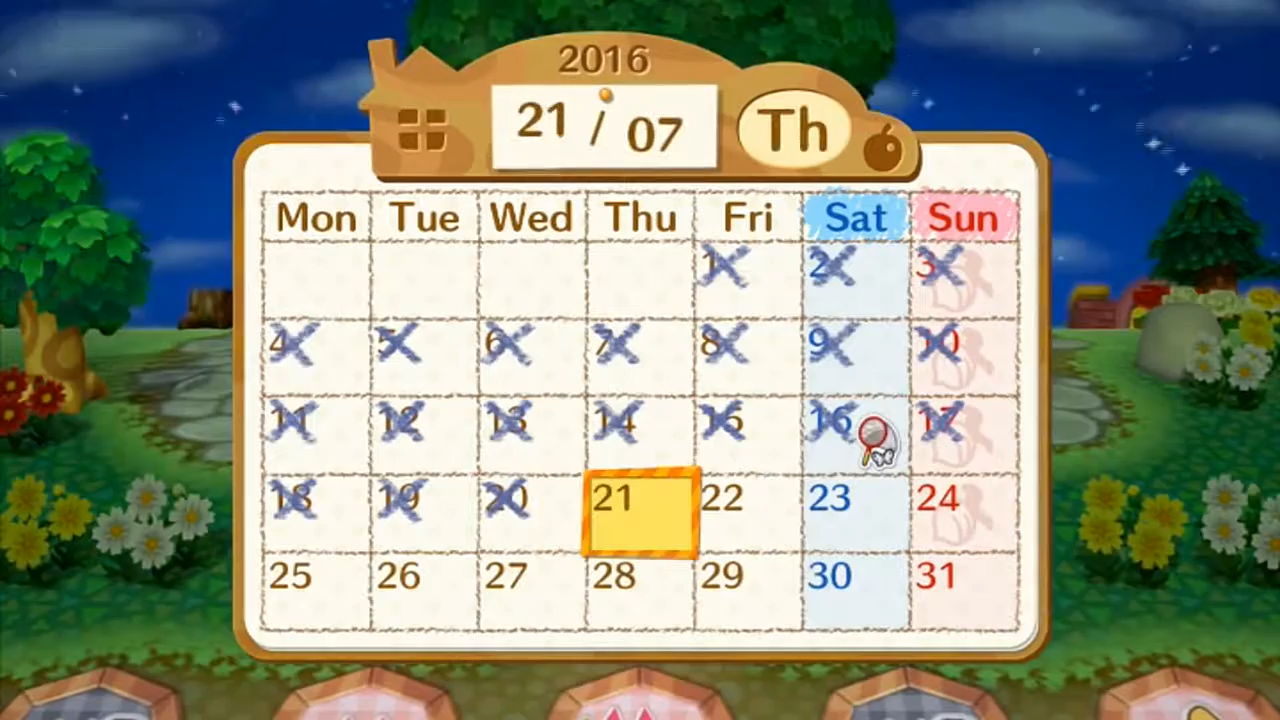 2016
21 / 07 Th
Mon Tue Wed Thu Fri Sat Sun
1 2 3
4 5 6 7 8 9 10
11 12 13 14 15 16 17
18 19 20 21 22 23 24
25 26 27 28 29 30 31